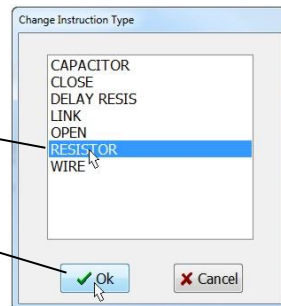 Change Instruction Type
CAPACITOR
CLOSE
DELAY RESIS
LINK
OPEN
RESISTOR
WIRE
Ok
Cancel